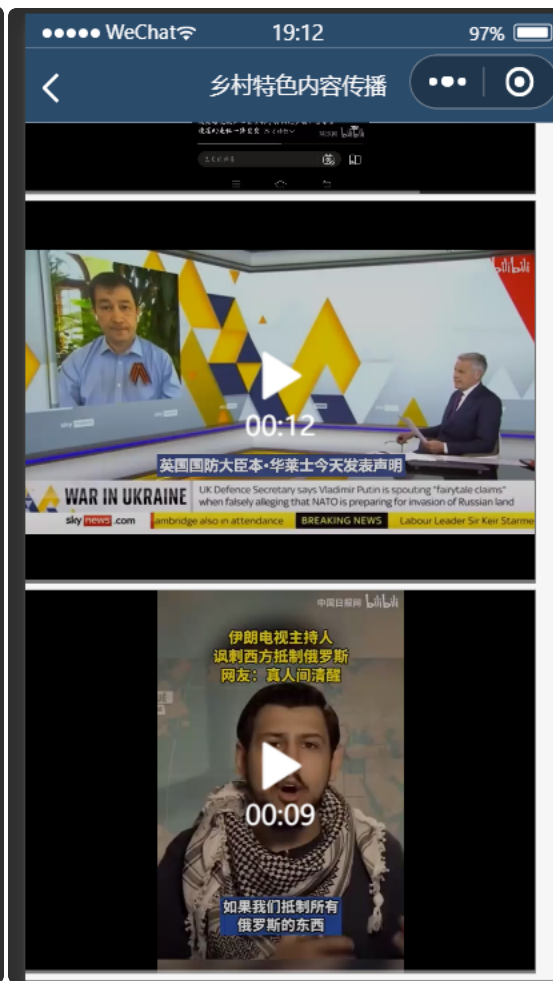 WeChat
19:12
97%
乡村特色内容传播
bilibili
00:12
英国国防大臣本·华莱士今天发表声明
WAR IN UKRAINE
UK Defence Secretary says Vladimir Putin is spouting "fairytale claims"
when falsely alleging that NATO is preparing for invasion of Russian land
sky news.com
ambridge also in attendance
BREAKING NEWS
Labour Leader Sir Keir Starme
中国日报网 bilibili
伊朗电视主持人
讽刺西方抵制俄罗斯
网友：真人间清醒
00:09
如果我们抵制所有
俄罗斯的东西